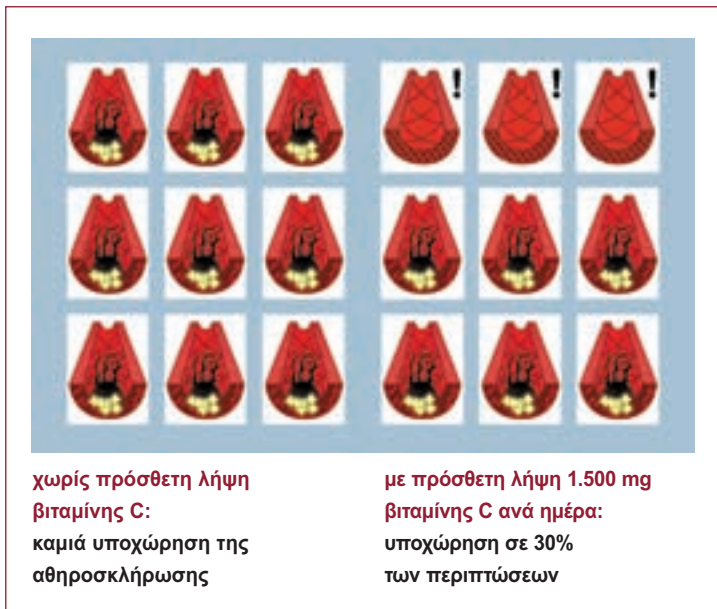 ! ! !
χωρίς πρόσθετη λήψη
βιταμίνης C:
καμιά υποχώρηση της
αθηροσκλήρωσης
με πρόσθετη λήψη 1.500 mg
βιταμίνης C ανά ημέρα:
υποχώρηση σε 30%
των περιπτώσεων